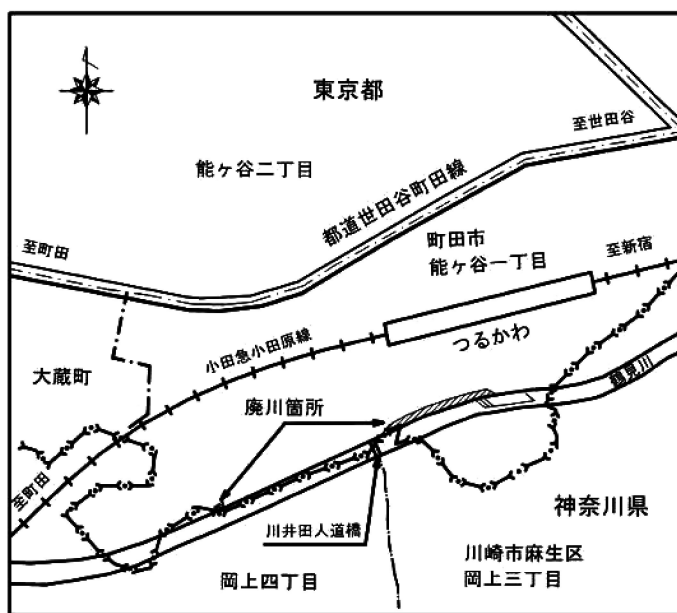 東京都
至世田谷
能ヶ谷二丁目
都道世田谷町田線
至町田
町田市
能ヶ谷一丁目
至新宿
つるかわ
小田急小田原線
大蔵町
鶴見川
廃川箇所
至町田
神奈川県
川井田人道橋
川崎市麻生区
岡上三丁目
岡上四丁目